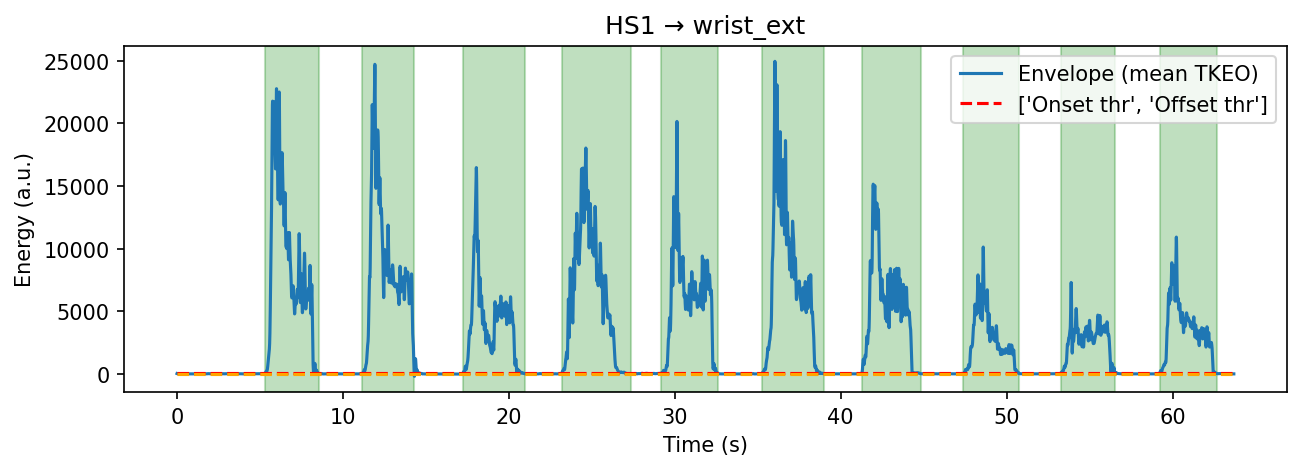 HS1 → wrist_ext
Energy (a.u.)
25000
20000
15000
10000
5000
0
Envelope (mean TKEO)
['Onset thr', 'Offset thr']
0 10 20 30 40 50 60
Time (s)